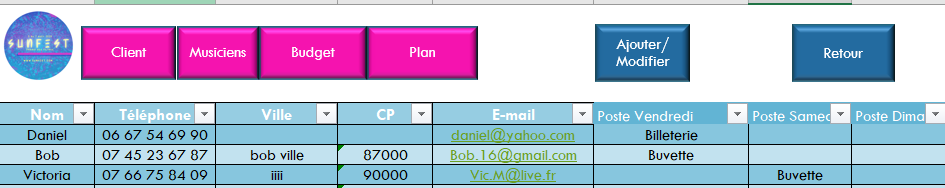 SUNFEST
Client Musiciens Budget Plan Ajouter/ Modifier Retour
Nom Téléphone Ville CP E-mail Poste Vendredi Poste Samed Poste Dima
Daniel 06 67 54 69 90 daniel@yahoo.com Billeterie
Bob 07 45 23 67 87 bob ville 87000 Bob.16@gmail.com Buvette
Victoria 07 66 75 84 09 iiii 90000 Vic.M@live.fr Buvette